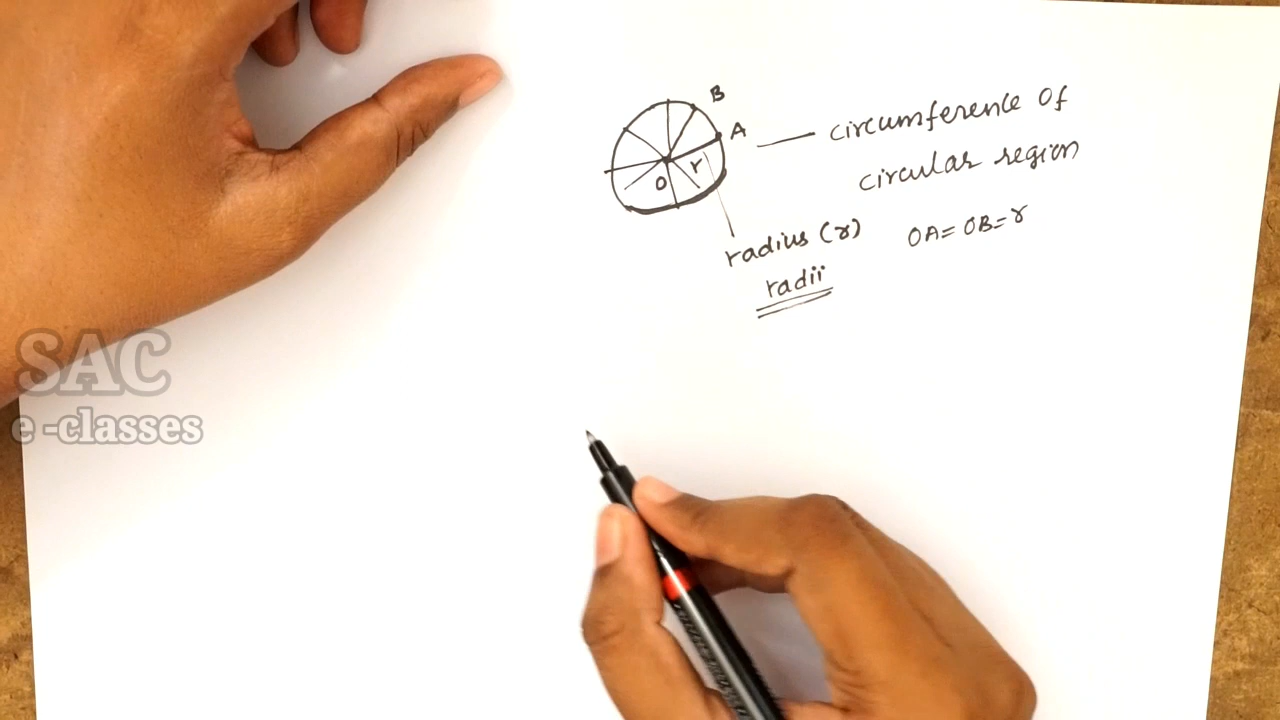 B
A
circumference of
circular region
r
O
radius (r)
OA = OB = r
radii
SAC
e -classes